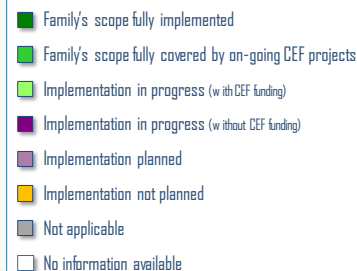 Family's scope fully implemented
Family's scope fully covered by on-going CEF projects
Implementation in progress (with CEF funding)
Implementation in progress (without CEF funding)
Implementation planned
Implementation not planned
Not applicable
No information available